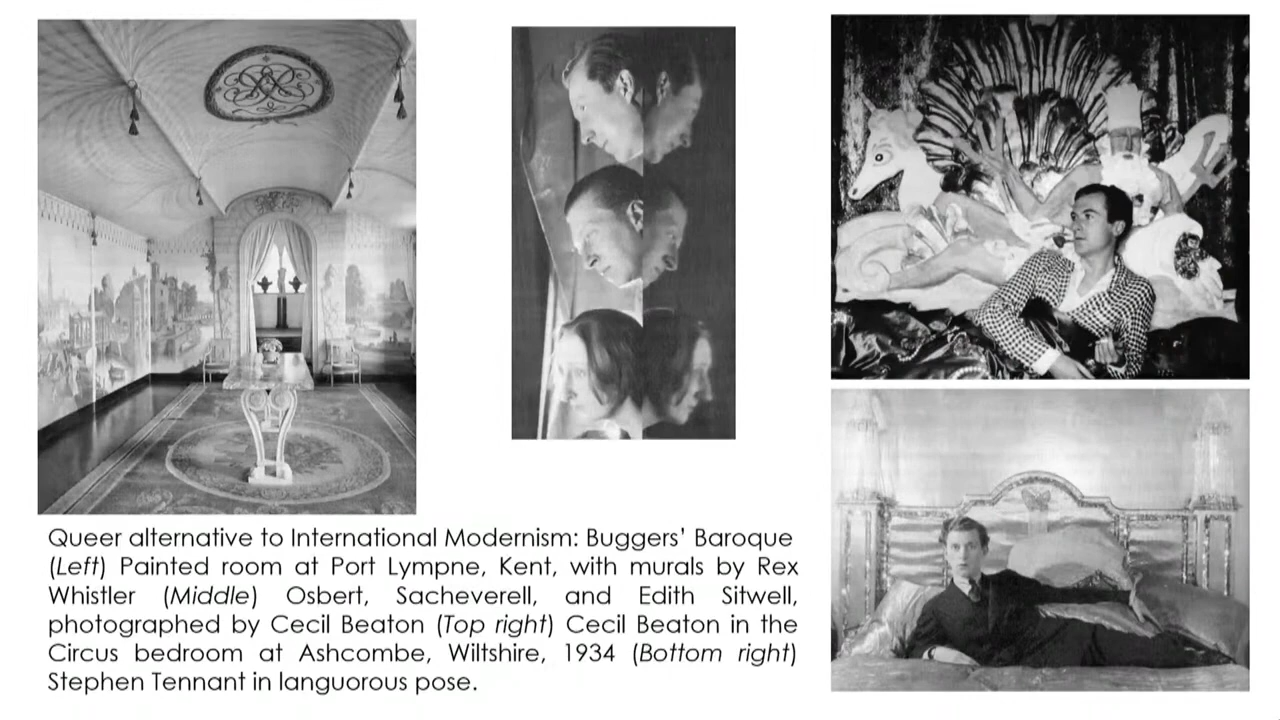 Queer alternative to International Modernism: Buggers' Baroque
(Left) Painted room at Port Lympne, Kent, with murals by Rex
Whistler (Middle) Osbert, Sacheverell, and Edith Sitwell,
photographed by Cecil Beaton (Top right) Cecil Beaton in the
Circus bedroom at Ashcombe, Wiltshire, 1934 (Bottom right)
Stephen Tennant in languorous pose.